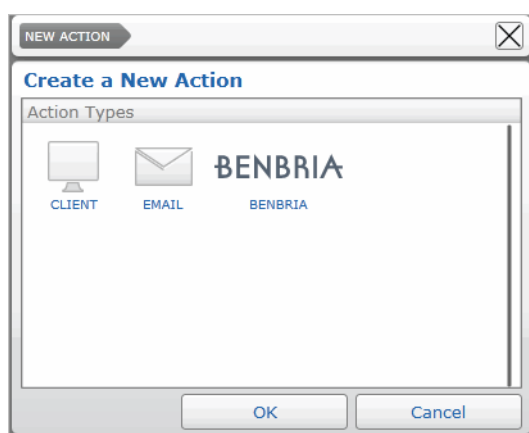 NEW ACTION
Create a New Action
Action Types
BENBRIA
CLIENT EMAIL BENBRIA
OK Cancel